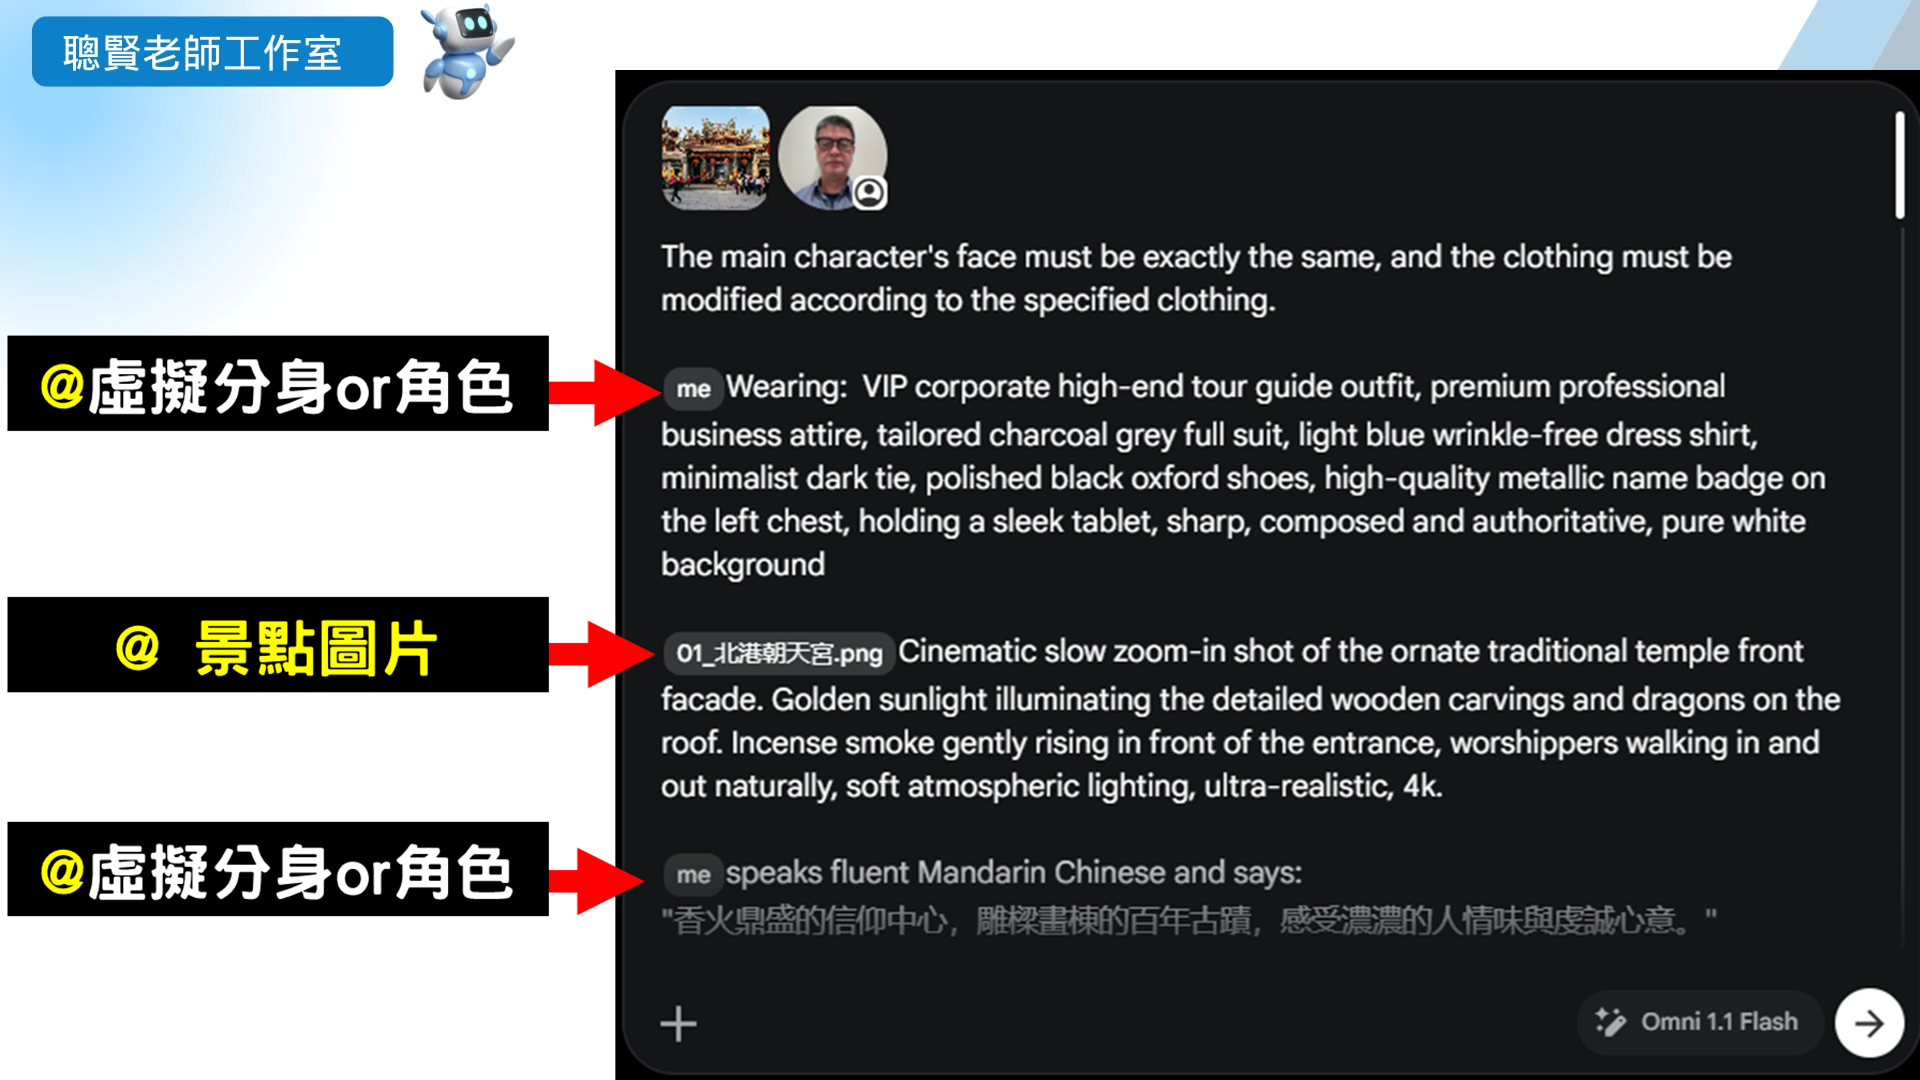 聰賢老師工作室
The main character's face must be exactly the same, and the clothing must be
modified according to the specified clothing.
@虛擬分身or角色
me Wearing:  VIP corporate high-end tour guide outfit, premium professional
business attire, tailored charcoal grey full suit, light blue wrinkle-free dress shirt,
minimalist dark tie, polished black oxford shoes, high-quality metallic name badge on
the left chest, holding a sleek tablet, sharp, composed and authoritative, pure white
background
@ 景點圖片
01_北港朝天宮.png Cinematic slow zoom-in shot of the ornate traditional temple front
facade. Golden sunlight illuminating the detailed wooden carvings and dragons on the
roof. Incense smoke gently rising in front of the entrance, worshippers walking in and
out naturally, soft atmospheric lighting, ultra-realistic, 4k.
@虛擬分身or角色
me speaks fluent Mandarin Chinese and says:
"香火鼎盛的信仰中心，雕樑畫棟的百年古蹟，感受濃濃的人情味與虔誠心意。"
Omni 1.1 Flash